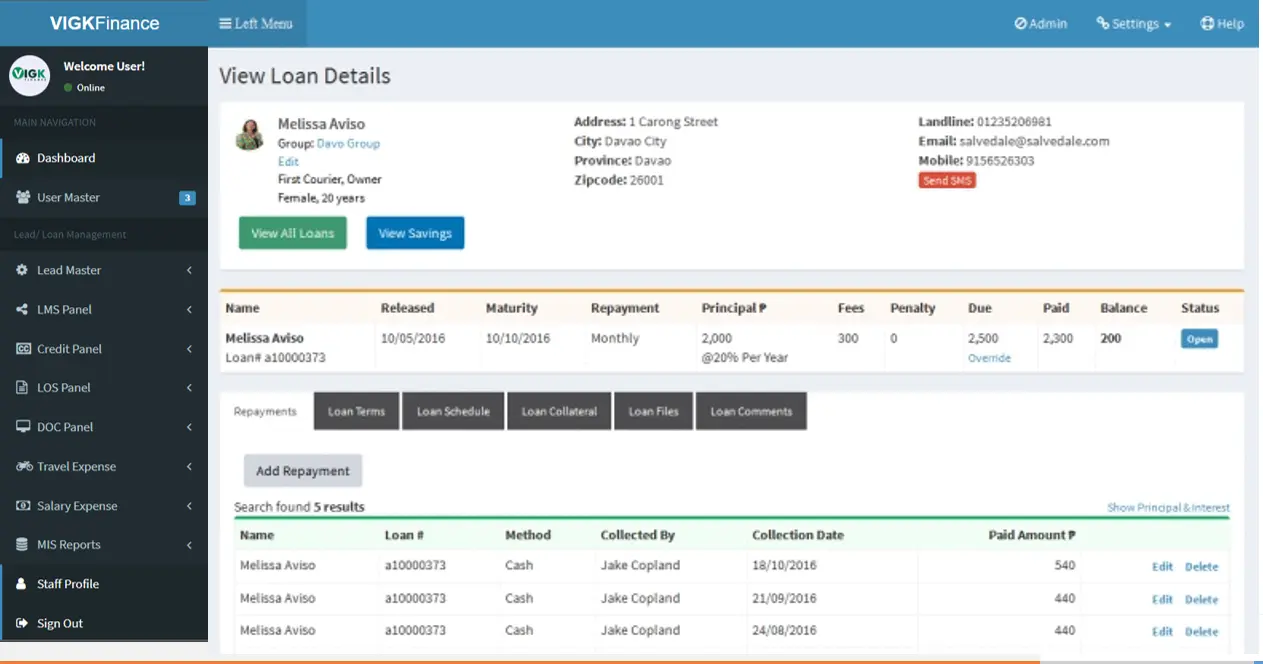 VIGKFinance
Left Menu
Admin
Settings
Help
VIGK
FINANCE
Welcome User!
Online
MAIN NAVIGATION
Dashboard
User Master 3
Lead/ Loan Management
Lead Master
LMS Panel
Credit Panel
LOS Panel
DOC Panel
Travel Expense
Salary Expense
MIS Reports
Staff Profile
Sign Out
View Loan Details
Melissa Aviso
Group: Davo Group
Edit
First Courier, Owner
Female, 20 years
Address: 1 Carong Street
City: Davao City
Province: Davao
Zipcode: 26001
Landline: 01235206981
Email: salvedale@salvedale.com
Mobile: 9156526303
Send SMS
View All Loans
View Savings
Name Released Maturity Repayment Principal ₱ Fees Penalty Due Paid Balance Status
Melissa Aviso 10/05/2016 10/10/2016 Monthly 2,000 300 0 2,500 2,300 200 Open
Loan# a10000373 @20% Per Year Override
Repayments Loan Terms Loan Schedule Loan Collateral Loan Files Loan Comments
Add Repayment
Search found 5 results Show Principal & Interest
Name Loan # Method Collected By Collection Date Paid Amount ₱
Melissa Aviso a10000373 Cash Jake Copland 18/10/2016 540 Edit Delete
Melissa Aviso a10000373 Cash Jake Copland 21/09/2016 440 Edit Delete
Melissa Aviso a10000373 Cash Jake Copland 24/08/2016 440 Edit Delete